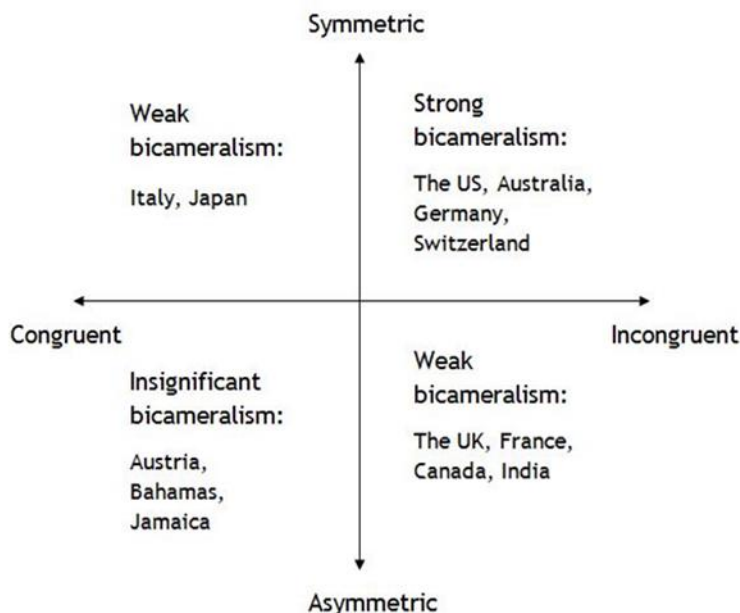 Symmetric
Weak
bicameralism:
Italy, Japan
Strong
bicameralism:
The US, Australia,
Germany,
Switzerland
Congruent
Incongruent
Insignificant
bicameralism:
Austria,
Bahamas,
Jamaica
Weak
bicameralism:
The UK, France,
Canada, India
Asymmetric